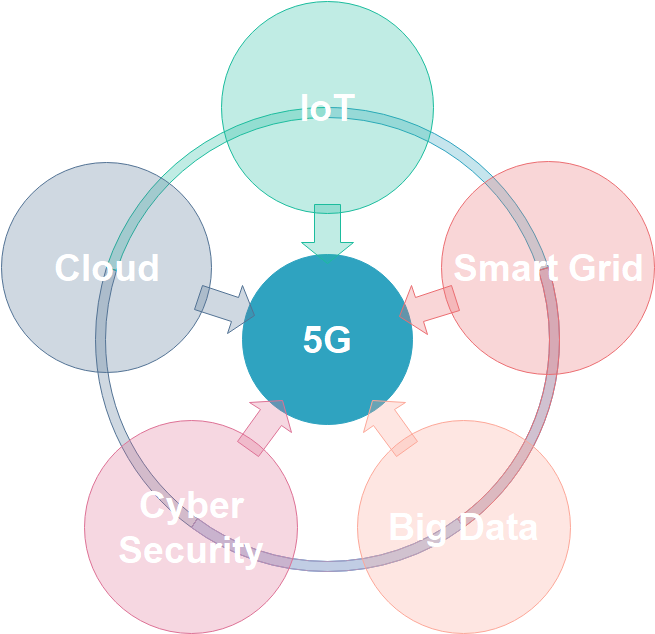 IoT
Cloud
Smart Grid
5G
Cyber
Security
Big Data